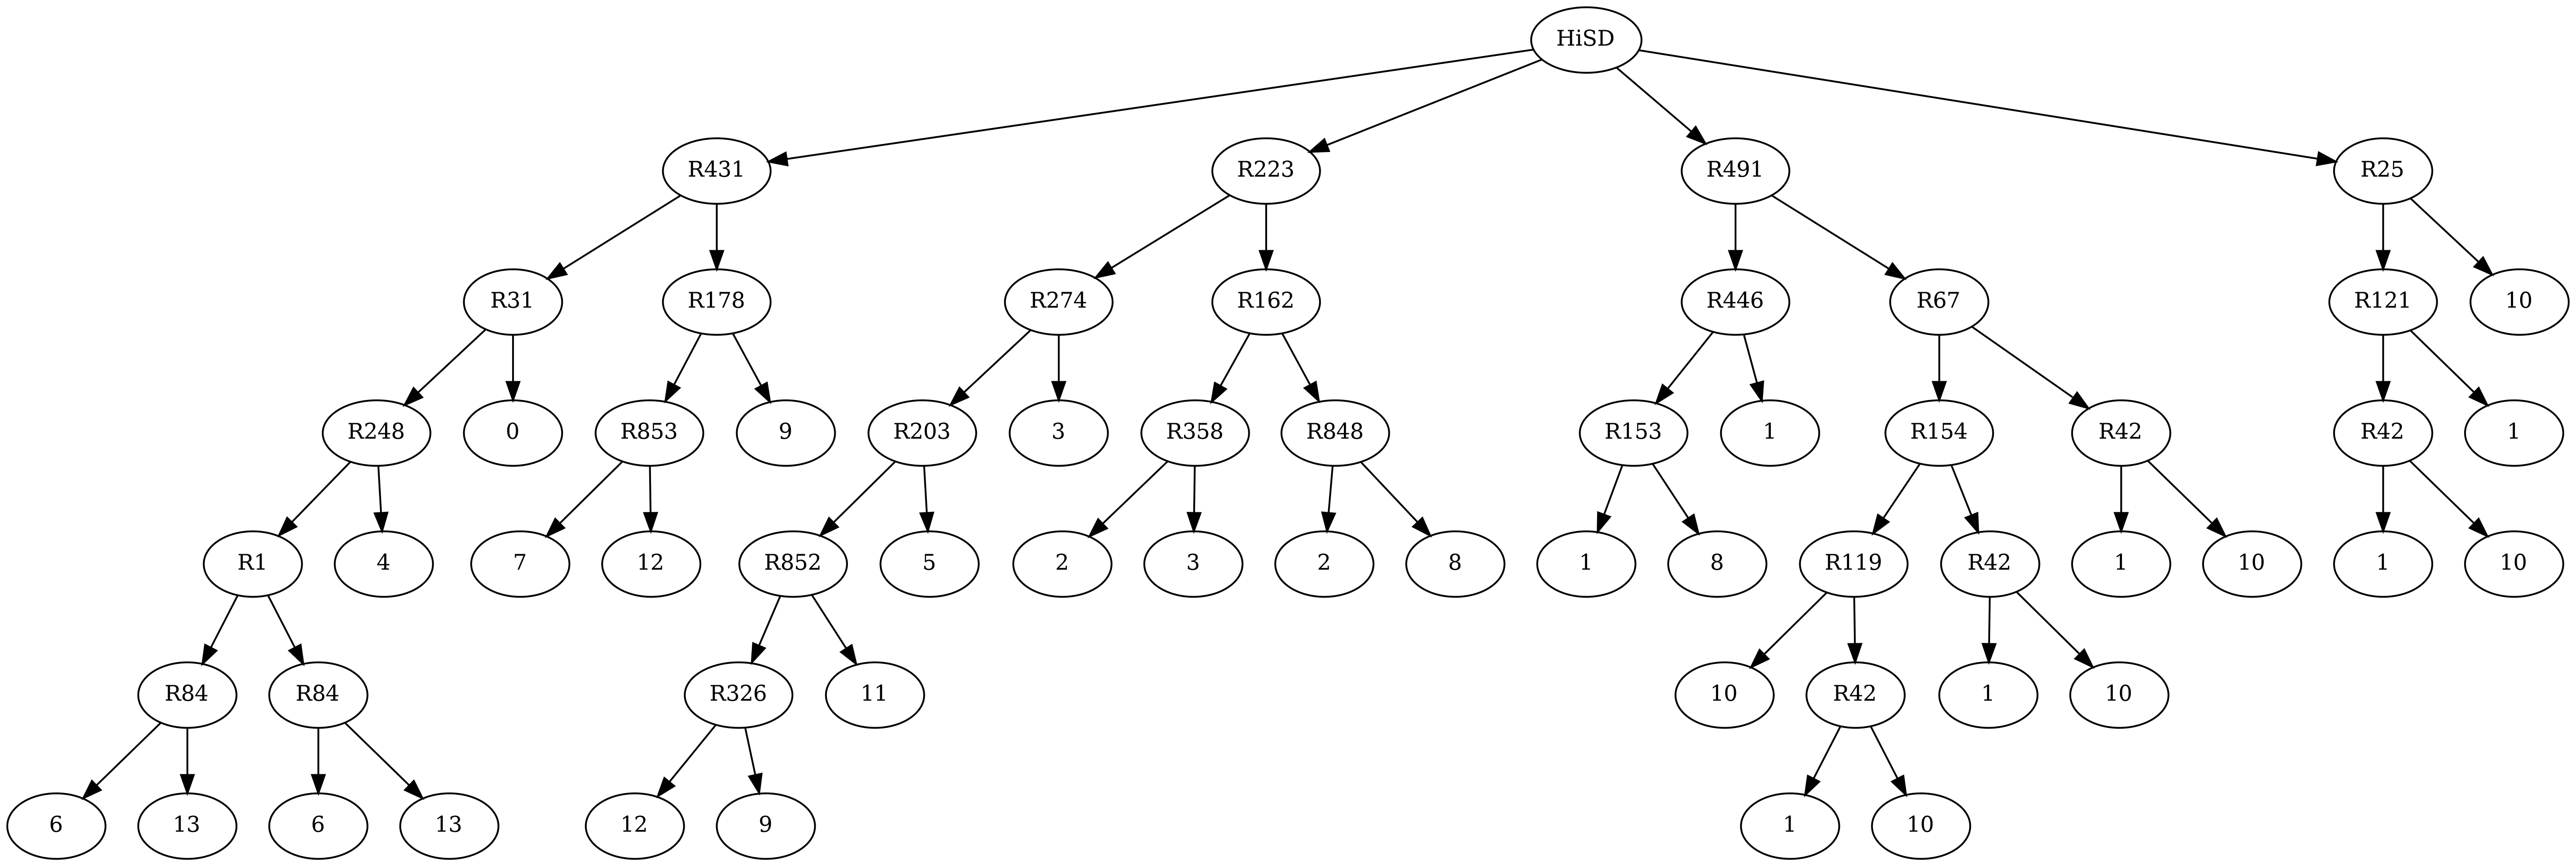 HiSD
R431 R223 R491 R25
R31 R178 R274 R162 R446 R67 R121 10
R248 0 R853 9 R203 3 R358 R848 R153 1 R154 R42 R42 1
R1 4 7 12 R852 5 2 3 2 8 1 8 R119 R42 1 10 1 10
R84 R84 R326 11 10 R42 1 10
6 13 6 13 12 9 1 10